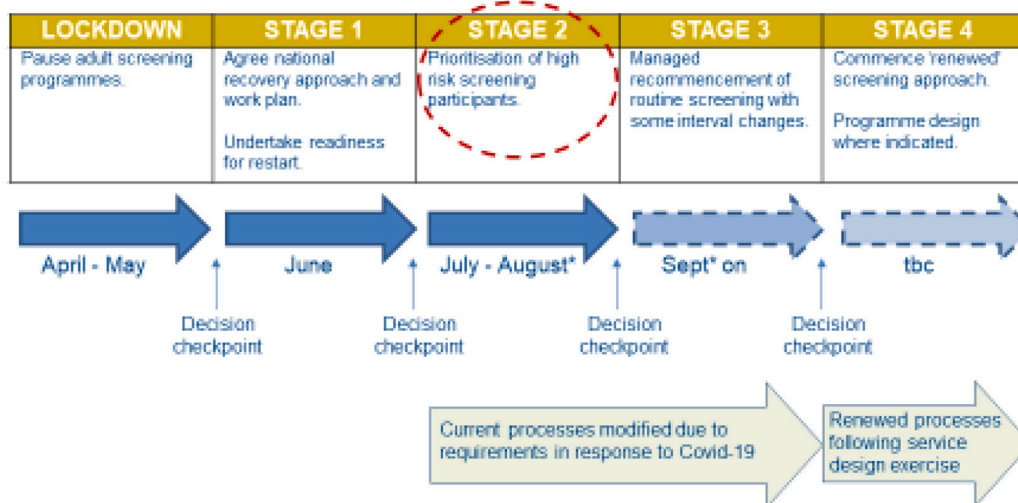 LOCKDOWN
STAGE 1
STAGE 2
STAGE 3
STAGE 4
Pause adult screening
programmes.
Agree national
recovery approach and
work plan.
Undertake readiness
for restart.
Prioritisation of high
risk screening
participants.
Managed
recommencement of
routine screening with
some interval changes.
Commence 'renewed'
screening approach.
Programme design
where indicated.
April - May
June
July - August*
Sept* on
tbc
Decision
checkpoint
Decision
checkpoint
Decision
checkpoint
Decision
checkpoint
Current processes modified due to
requirements in response to Covid-19
Renewed processes
following service
design exercise